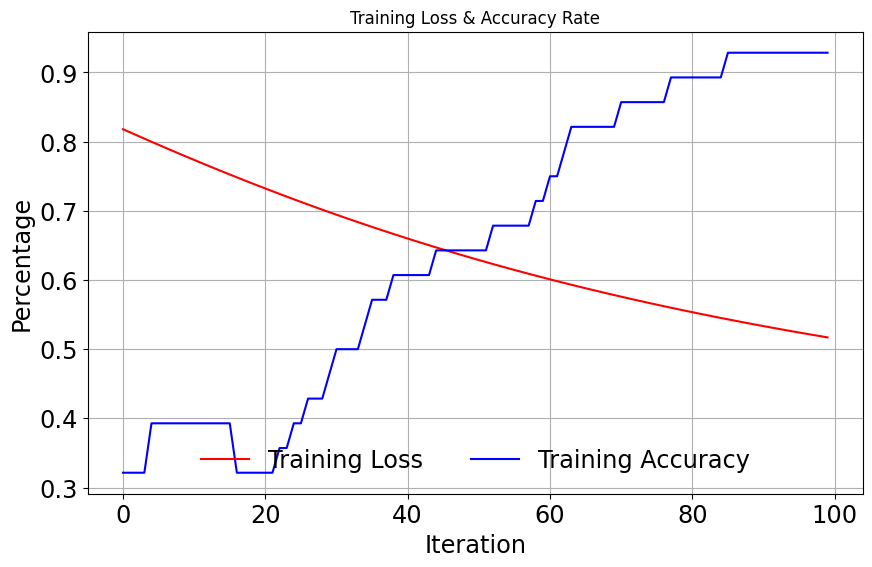 Training Loss & Accuracy Rate
Percentage
0.9
0.8
0.7
0.6
0.5
0.4
0.3
Training Loss
Training Accuracy
0 20 40 60 80 100
Iteration